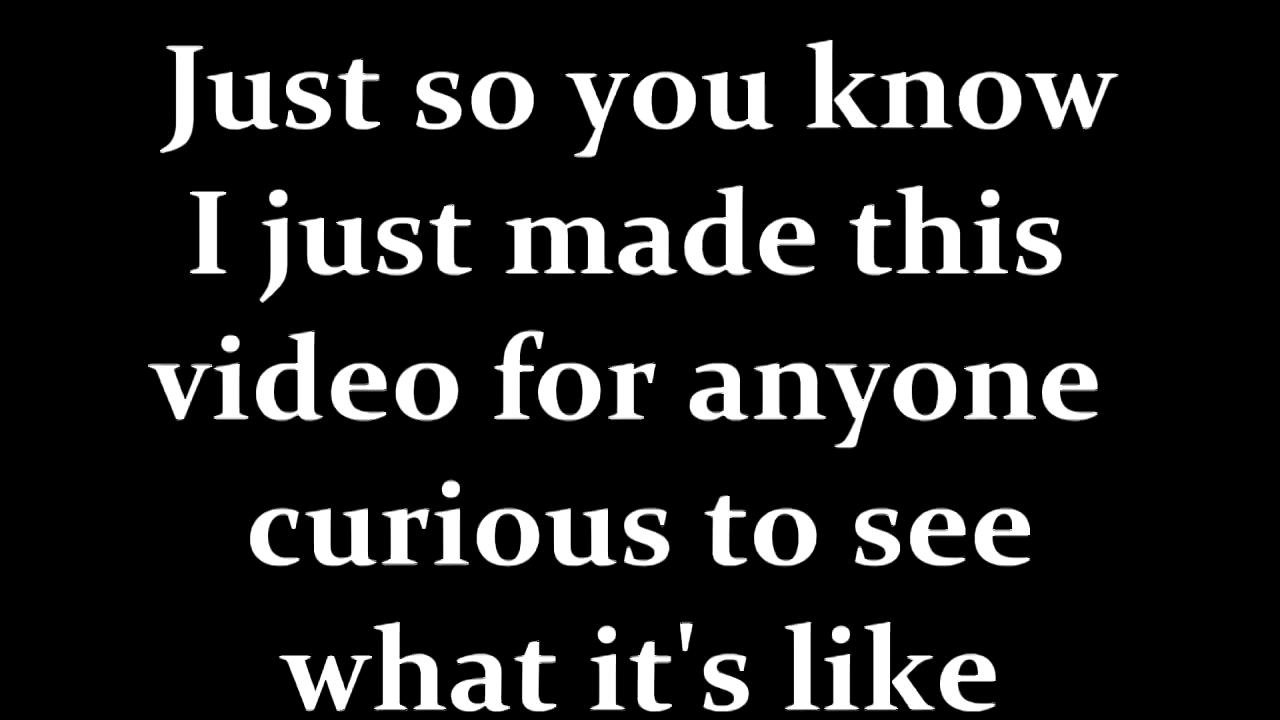 Just so you know
I just made this
video for anyone
curious to see
what it's like